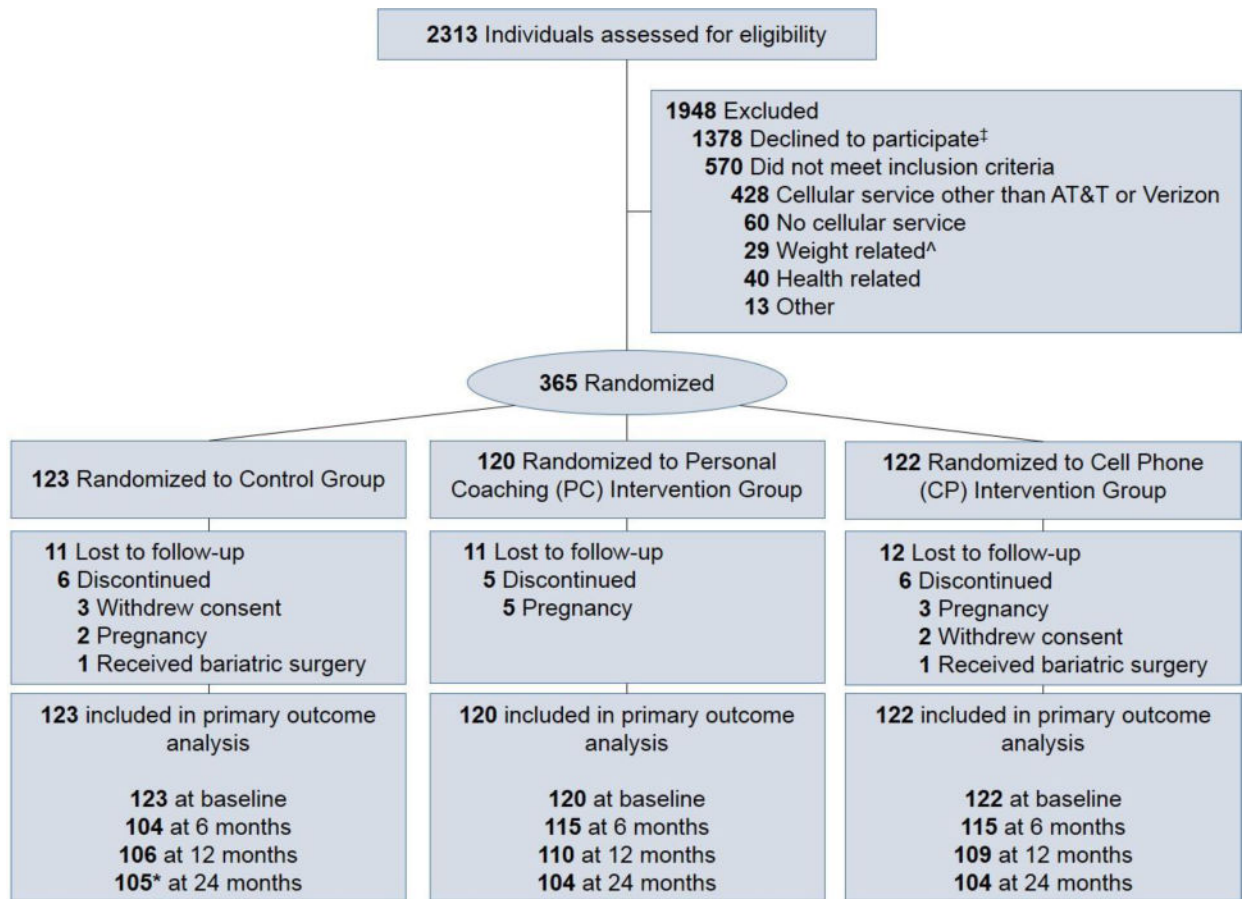 2313 Individuals assessed for eligibility
1948 Excluded
1378 Declined to participate‡
570 Did not meet inclusion criteria
428 Cellular service other than AT&T or Verizon
60 No cellular service
29 Weight related^
40 Health related
13 Other
365 Randomized
123 Randomized to Control Group
120 Randomized to Personal
Coaching (PC) Intervention Group
122 Randomized to Cell Phone
(CP) Intervention Group
11 Lost to follow-up
6 Discontinued
3 Withdrew consent
2 Pregnancy
1 Received bariatric surgery
11 Lost to follow-up
5 Discontinued
5 Pregnancy
12 Lost to follow-up
6 Discontinued
3 Pregnancy
2 Withdrew consent
1 Received bariatric surgery
123 included in primary outcome
analysis
123 at baseline
104 at 6 months
106 at 12 months
105* at 24 months
120 included in primary outcome
analysis
120 at baseline
115 at 6 months
110 at 12 months
104 at 24 months
122 included in primary outcome
analysis
122 at baseline
115 at 6 months
109 at 12 months
104 at 24 months